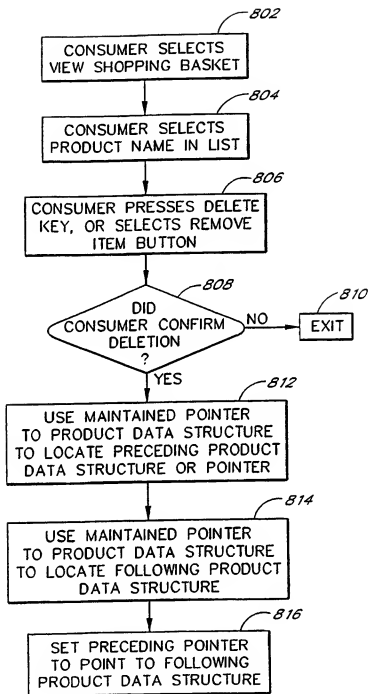 802
CONSUMER SELECTS
VIEW SHOPPING BASKET
804
CONSUMER SELECTS
PRODUCT NAME IN LIST
806
CONSUMER PRESSES DELETE
KEY, OR SELECTS REMOVE
ITEM BUTTON
808
DID
CONSUMER CONFIRM
DELETION
?
NO
810
EXIT
YES
812
USE MAINTAINED POINTER
TO PRODUCT DATA STRUCTURE
TO LOCATE PRECEDING PRODUCT
DATA STRUCTURE OR POINTER
814
USE MAINTAINED POINTER
TO PRODUCT DATA STRUCTURE
TO LOCATE FOLLOWING PRODUCT
DATA STRUCTURE
816
SET PRECEDING POINTER
TO POINT TO FOLLOWING
PRODUCT DATA STRUCTURE